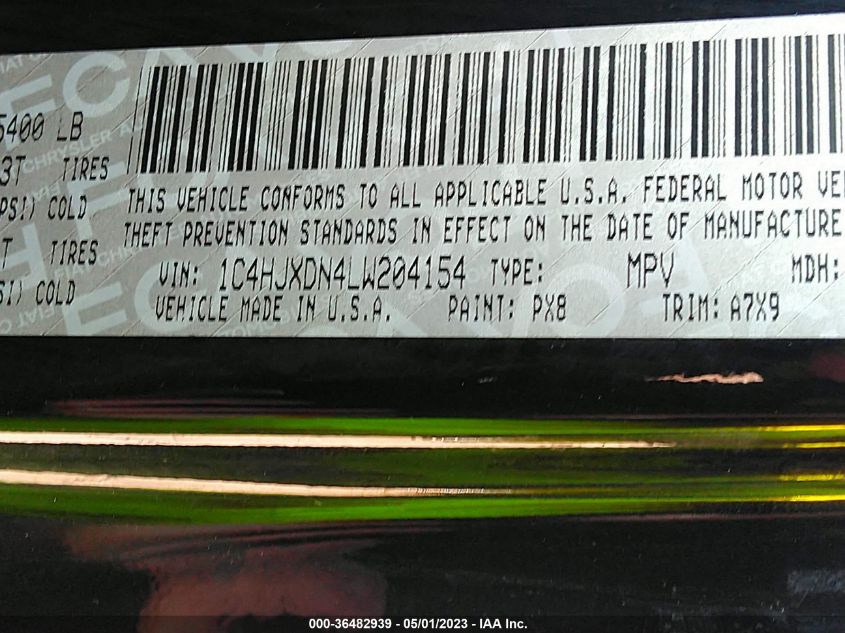 5400 LB
3T TIRES
PSI) COLD
T TIRES
SI) COLD
THIS VEHICLE CONFORMS TO ALL APPLICABLE U.S.A. FEDERAL MOTOR VE
THEFT PREVENTION STANDARDS IN EFFECT ON THE DATE OF MANUFACTURE
VIN: 1C4HJXDN4LW204154 TYPE: MPV MDH:
VEHICLE MADE IN U.S.A. PAINT: PX8 TRIM: A7X9
000-36482939 - 05/01/2023 - IAA Inc.